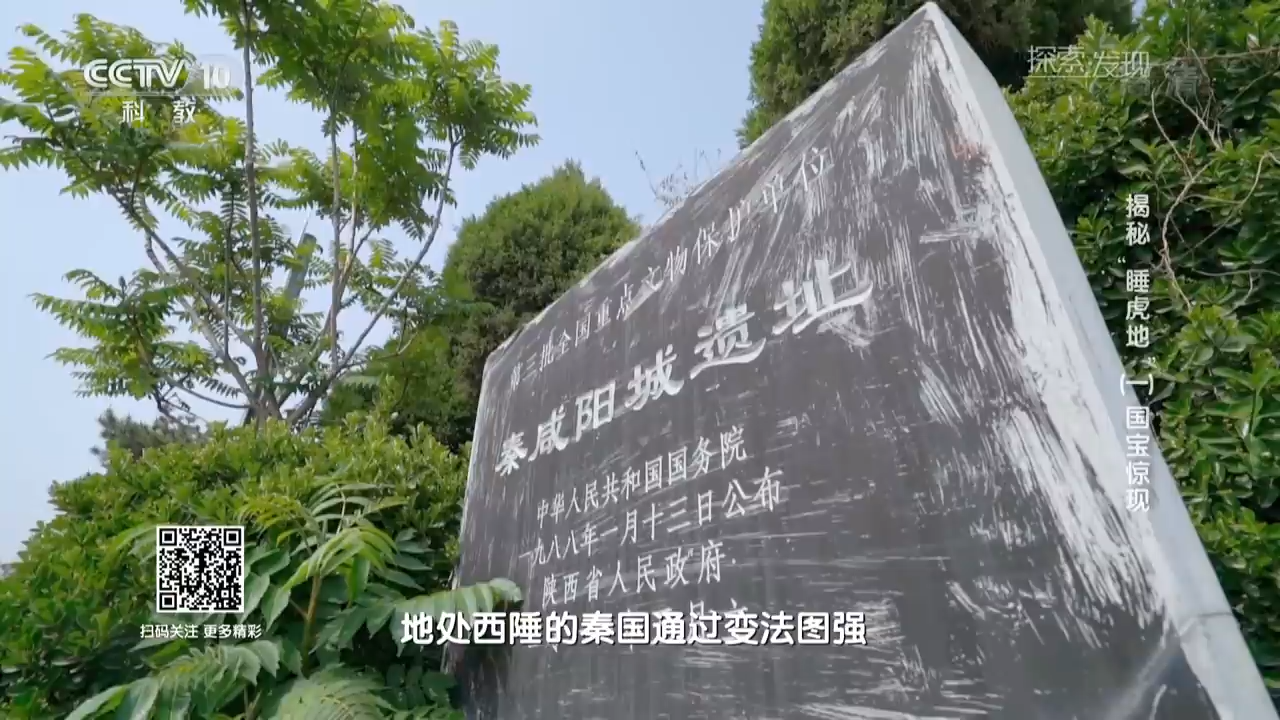 CCTV 10
科教
探索·发现
揭秘“睡虎地”(一) 国宝惊现
第三批全国重点文物保护单位
秦咸阳城遗址
中华人民共和国国务院
一九八八年一月十三日公布
陕西省人民政府
扫码关注 更多精彩
地处西陲的秦国通过变法图强